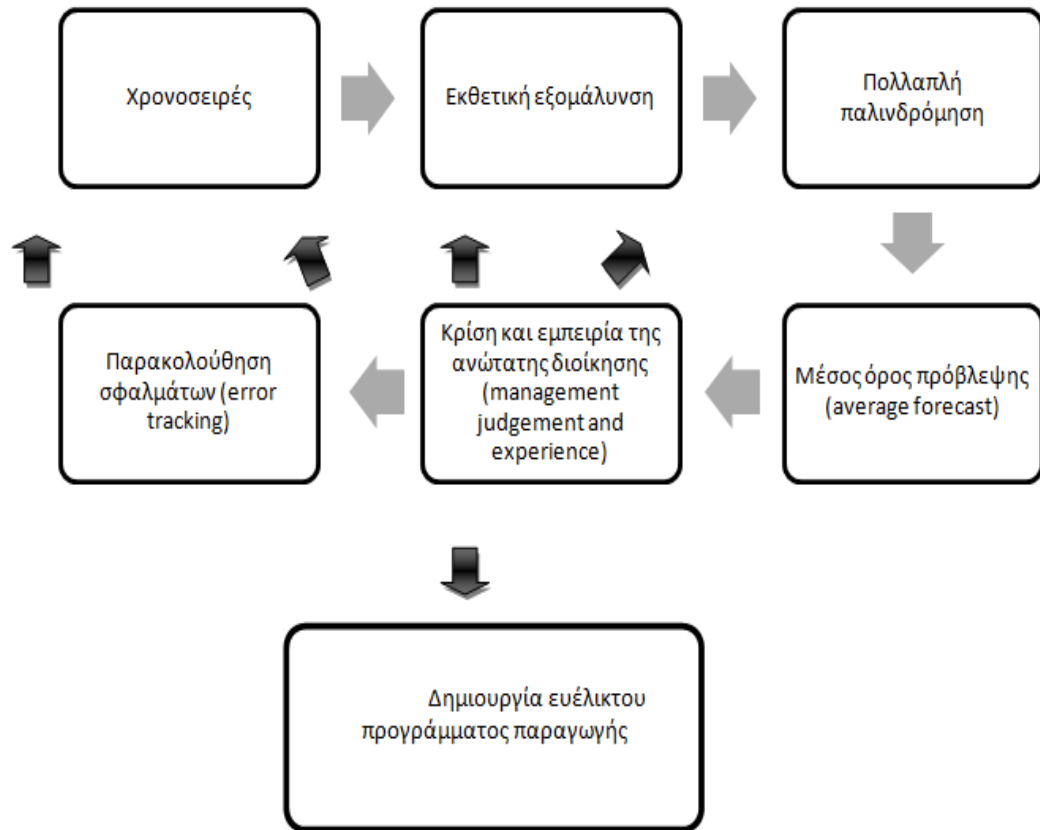 Χρονοσειρές
Εκθετική εξομάλυνση
Πολλαπλή
παλινδρόμηση
Παρακολούθηση
σφαλμάτων (error
tracking)
Κρίση και εμπειρία της
ανώτατης διοίκησης
(management
judgement and
experience)
Μέσος όρος πρόβλεψης
(average forecast)
Δημιουργία ευέλικτου
προγράμματος παραγωγής